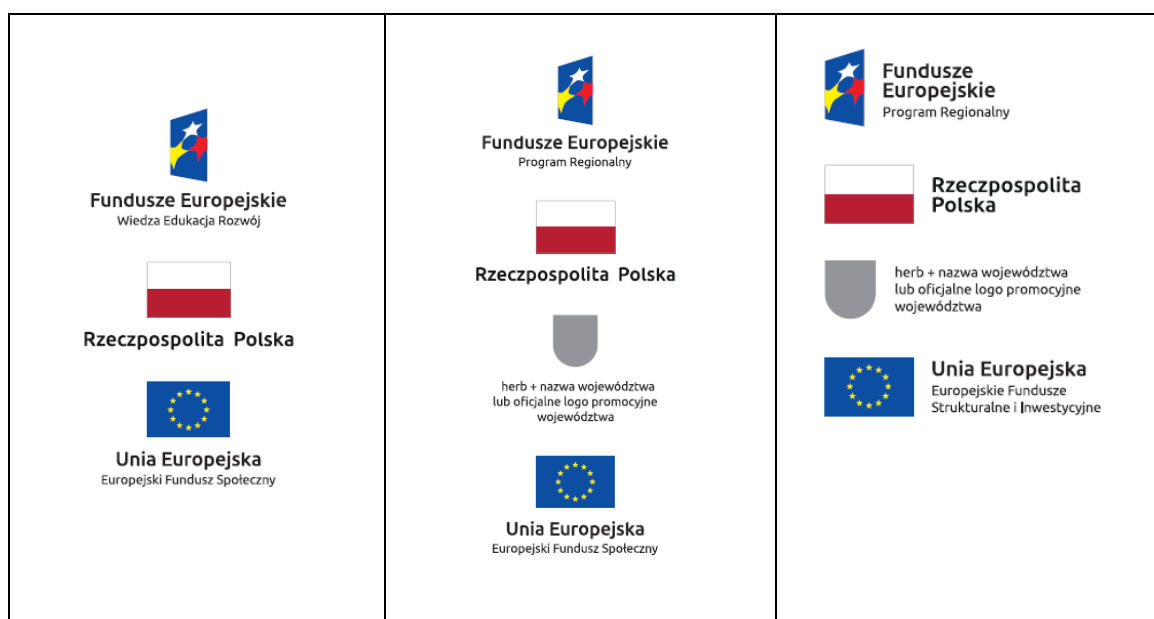 Fundusze Europejskie
Wiedza Edukacja Rozwój
Rzeczpospolita Polska
Unia Europejska
Europejski Fundusz Społeczny
Fundusze Europejskie
Program Regionalny
Rzeczpospolita Polska
herb + nazwa województwa
lub oficjalne logo promocyjne
województwa
Unia Europejska
Europejski Fundusz Społeczny
Fundusze
Europejskie
Program Regionalny
Rzeczpospolita
Polska
herb + nazwa województwa
lub oficjalne logo promocyjne
województwa
Unia Europejska
Europejskie Fundusze
Strukturalne i Inwestycyjne